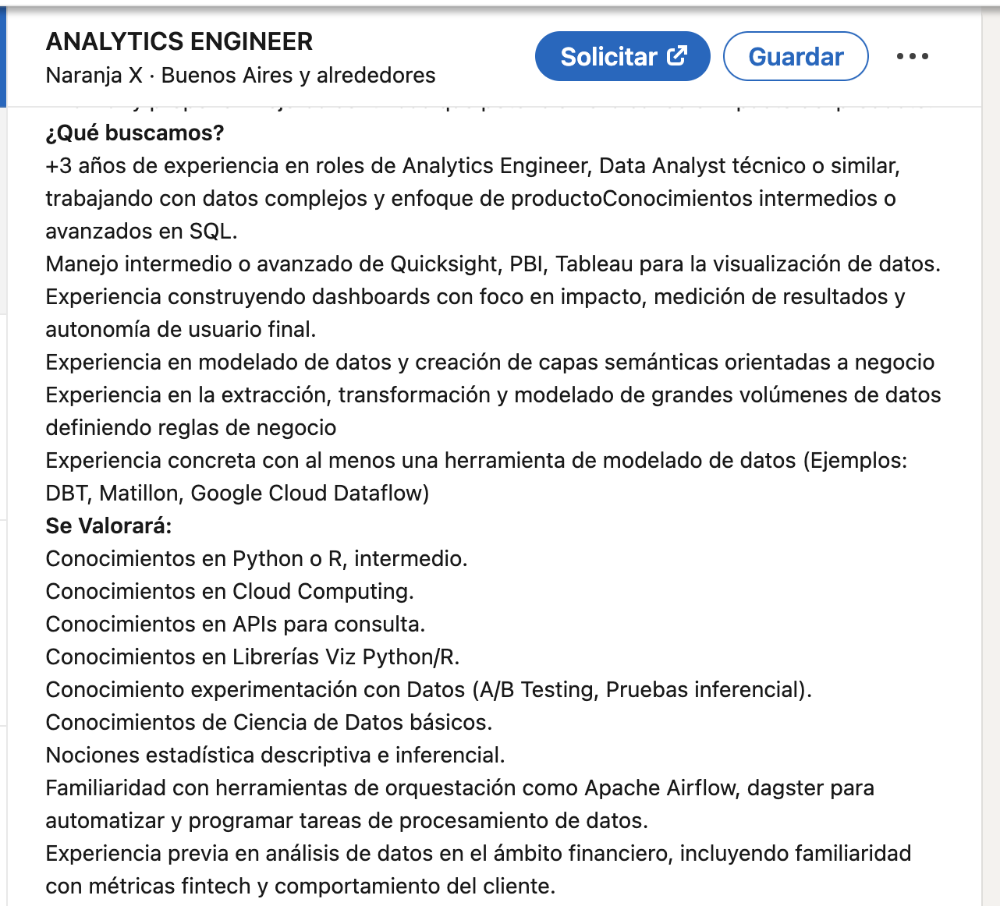 ANALYTICS ENGINEER
Naranja X · Buenos Aires y alrededores
Solicitar
Guardar
¿Qué buscamos?
+3 años de experiencia en roles de Analytics Engineer, Data Analyst técnico o similar,
trabajando con datos complejos y enfoque de productoConocimientos intermedios o
avanzados en SQL.
Manejo intermedio o avanzado de Quicksight, PBI, Tableau para la visualización de datos.
Experiencia construyendo dashboards con foco en impacto, medición de resultados y
autonomía de usuario final.
Experiencia en modelado de datos y creación de capas semánticas orientadas a negocio
Experiencia en la extracción, transformación y modelado de grandes volúmenes de datos
definiendo reglas de negocio
Experiencia concreta con al menos una herramienta de modelado de datos (Ejemplos:
DBT, Matillon, Google Cloud Dataflow)
Se Valorará:
Conocimientos en Python o R, intermedio.
Conocimientos en Cloud Computing.
Conocimientos en APIs para consulta.
Conocimientos en Librerías Viz Python/R.
Conocimiento experimentación con Datos (A/B Testing, Pruebas inferencial).
Conocimientos de Ciencia de Datos básicos.
Nociones estadística descriptiva e inferencial.
Familiaridad con herramientas de orquestación como Apache Airflow, dagster para
automatizar y programar tareas de procesamiento de datos.
Experiencia previa en análisis de datos en el ámbito financiero, incluyendo familiaridad
con métricas fintech y comportamiento del cliente.